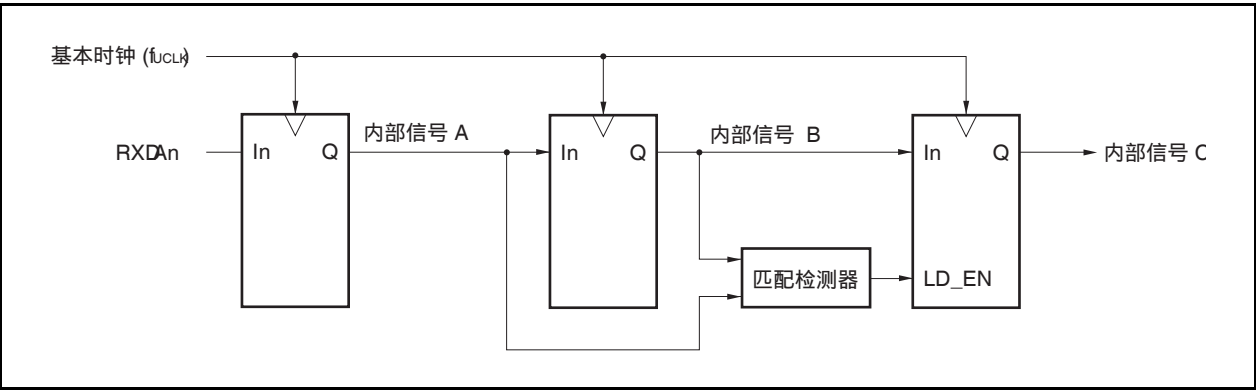 基本时钟 (fUCLK)
RXDAn
In
Q
内部信号 A
In
Q
内部信号 B
In
Q
内部信号 C
匹配检测器
LD_EN